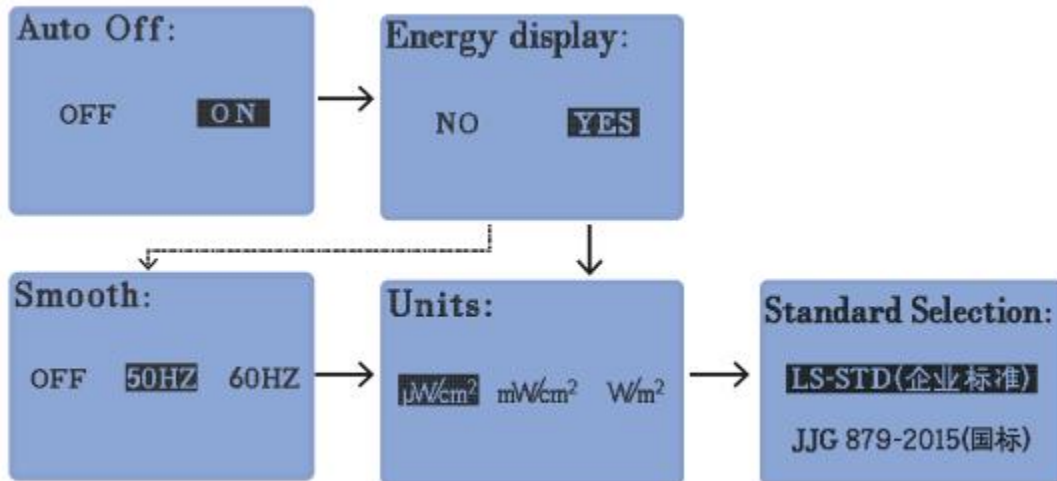 Auto Off:
OFF ON
Energy display:
NO YES
Smooth:
OFF 50HZ 60HZ
Units:
μW/cm² mW/cm² W/m²
Standard Selection:
LS-STD(企业标准)
JJG 879-2015(国标)